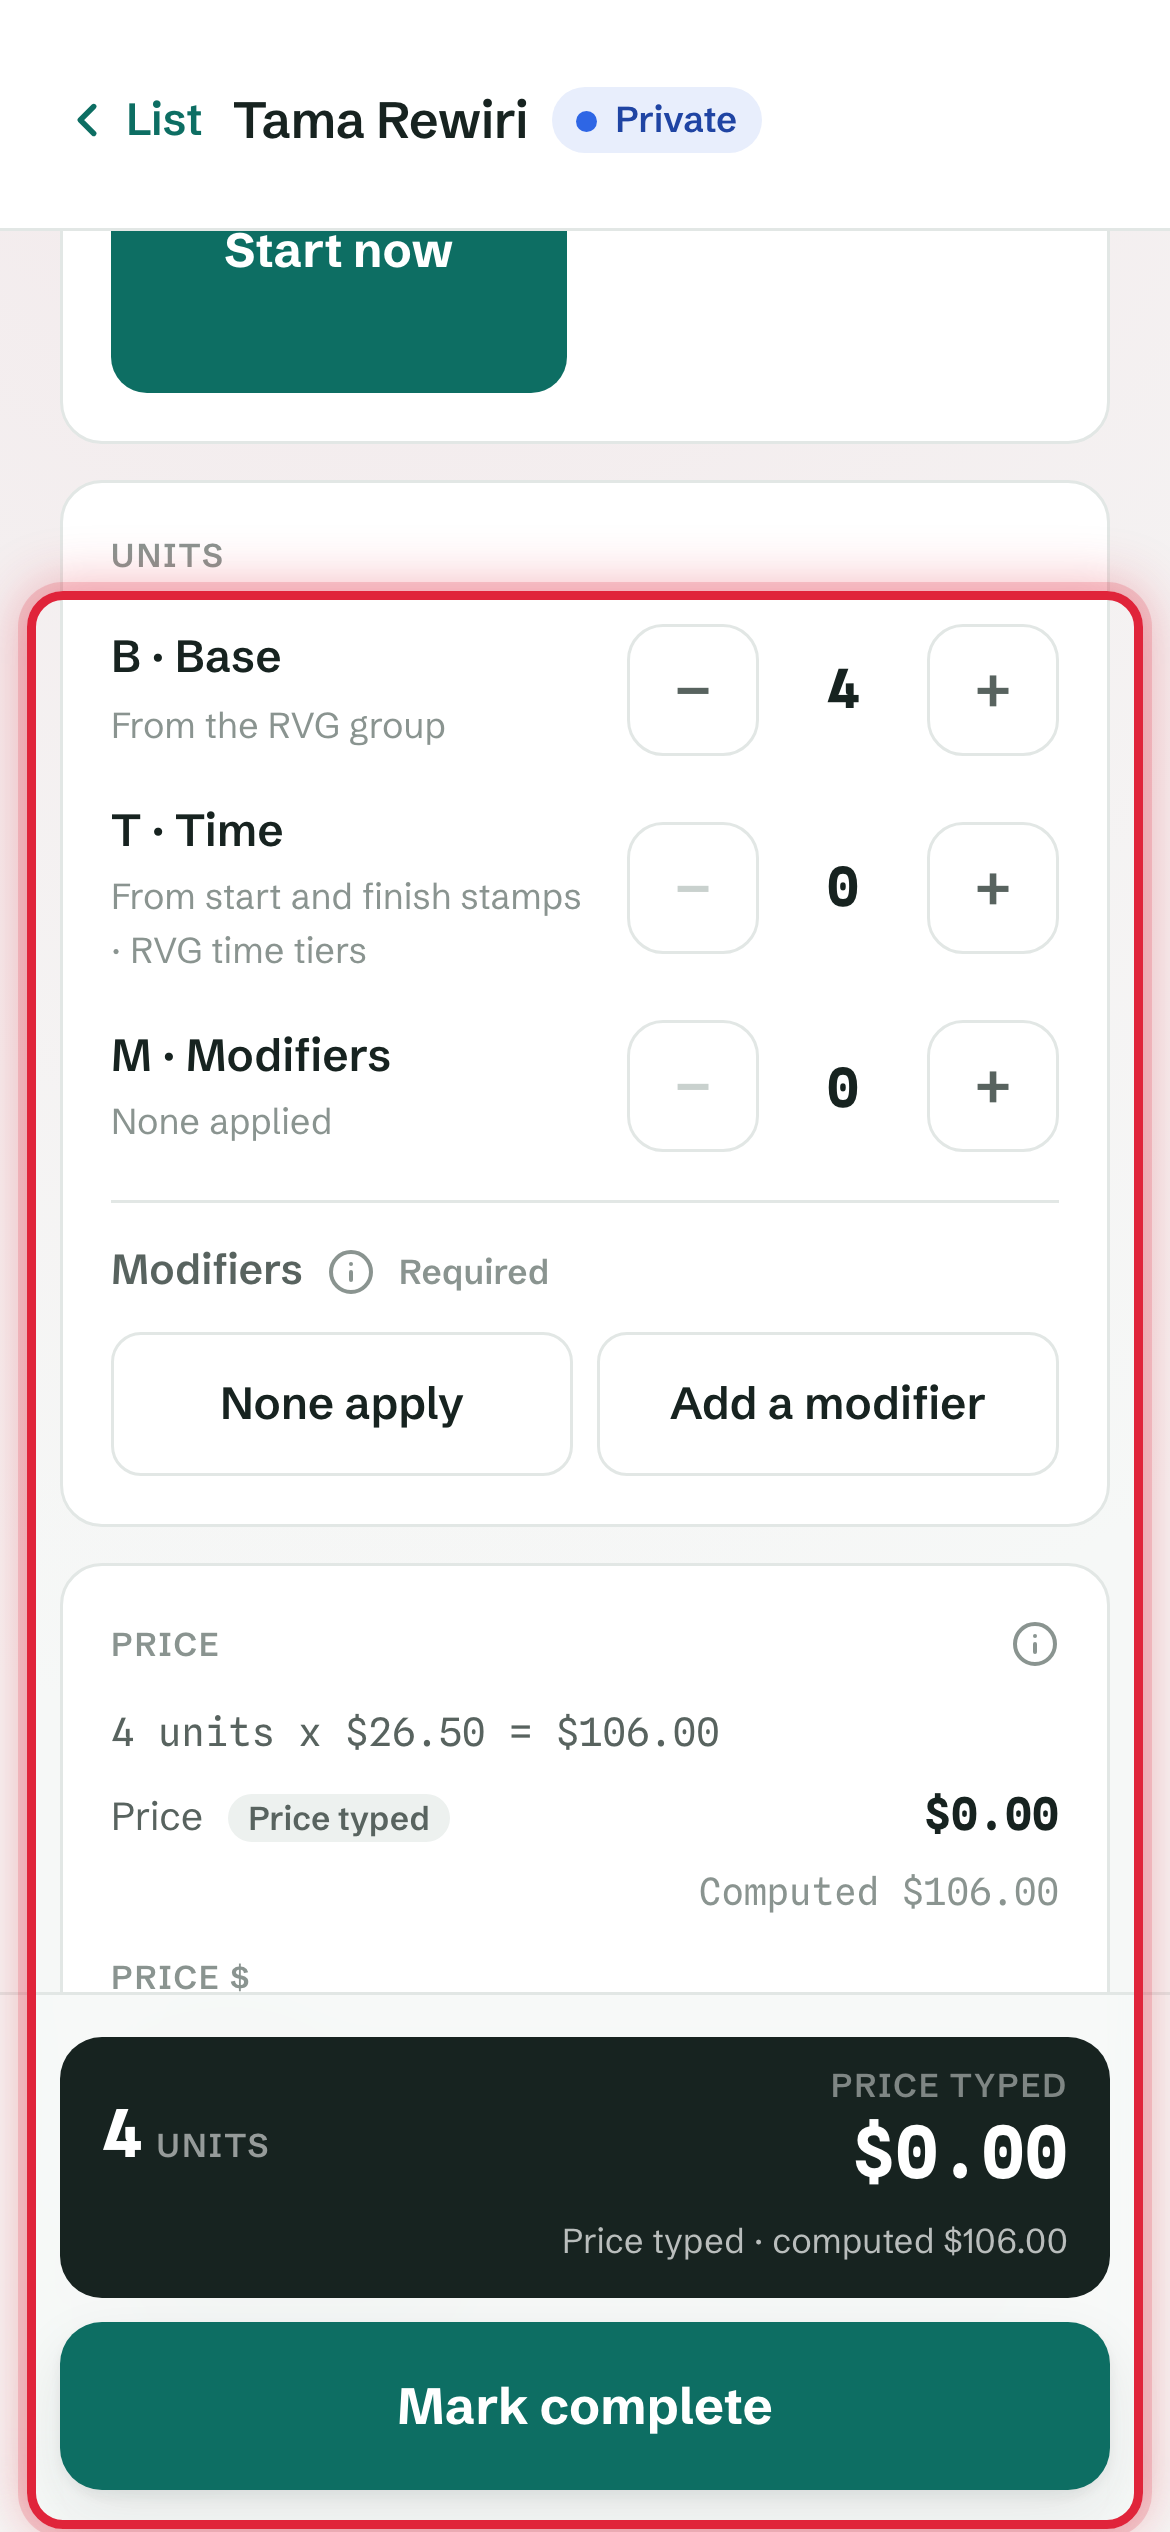 List Tama Rewiri Private
Start now
UNITS
B · Base
From the RVG group
− 4 +
T · Time
From start and finish stamps
· RVG time tiers
− 0 +
M · Modifiers
None applied
− 0 +
Modifiers Required
None apply Add a modifier
PRICE
4 units x $26.50 = $106.00
Price Price typed $0.00
Computed $106.00
PRICE $
PRICE TYPED
4 UNITS $0.00
Price typed · computed $106.00
Mark complete